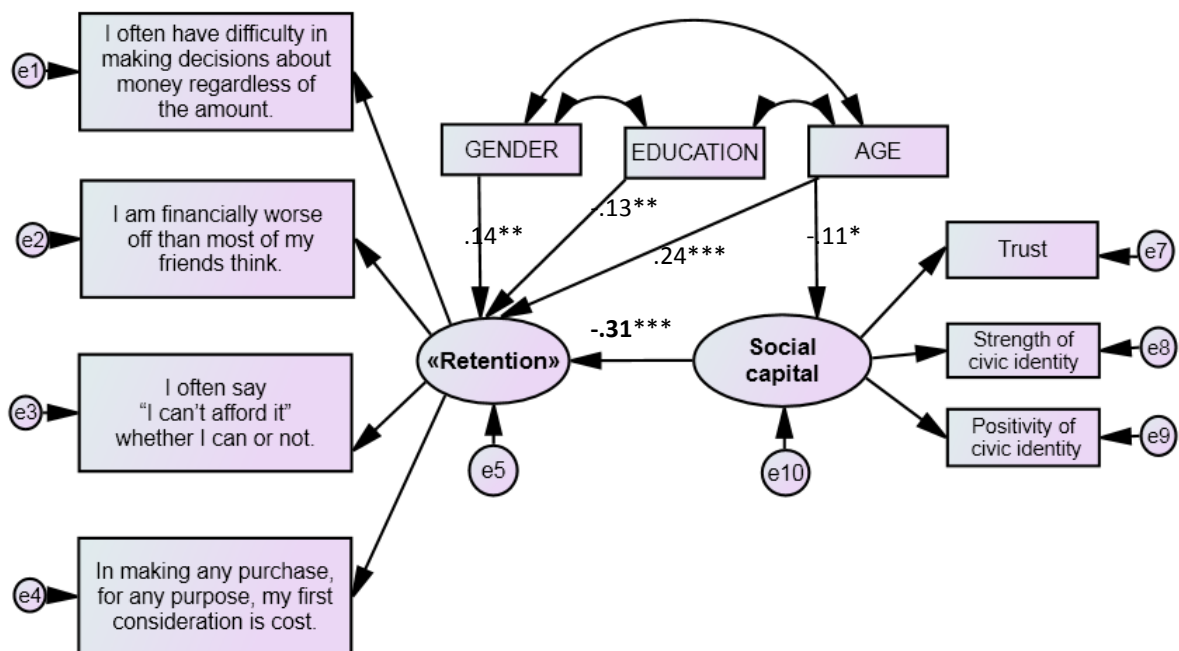 I often have difficulty in
making decisions about
money regardless of
the amount.
e1
GENDER
EDUCATION
AGE
I am financially worse
off than most of my
friends think.
e2
.14**
-.13**
.24***
-.11*
Trust
e7
-.31***
«Retention»
Social
capital
Strength of
civic identity
e8
I often say
“I can’t afford it”
whether I can or not.
e3
Positivity of
civic identity
e9
e5
e10
In making any purchase,
for any purpose, my first
consideration is cost.
e4